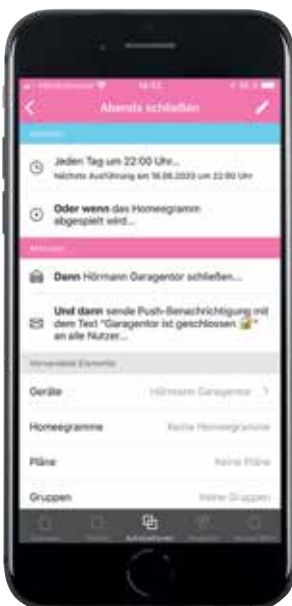 Abends schließen
Jeden Tag um 22:00 Uhr...
Nächste Ausführung am 16.06.2020 um 22:00 Uhr
Oder wenn das Homeegramm
abgespielt wird...
Dann Hörmann Garagentor schließen...
Und dann sende Push-Benachrichtigung mit
dem Text "Garagentor ist geschlossen
an alle Nutzer...
Verwendete Elemente
Geräte Hörmann Garagentor
Homeegramme Keine Homeegramme
Pläne Keine Pläne
Gruppen Keine Gruppen